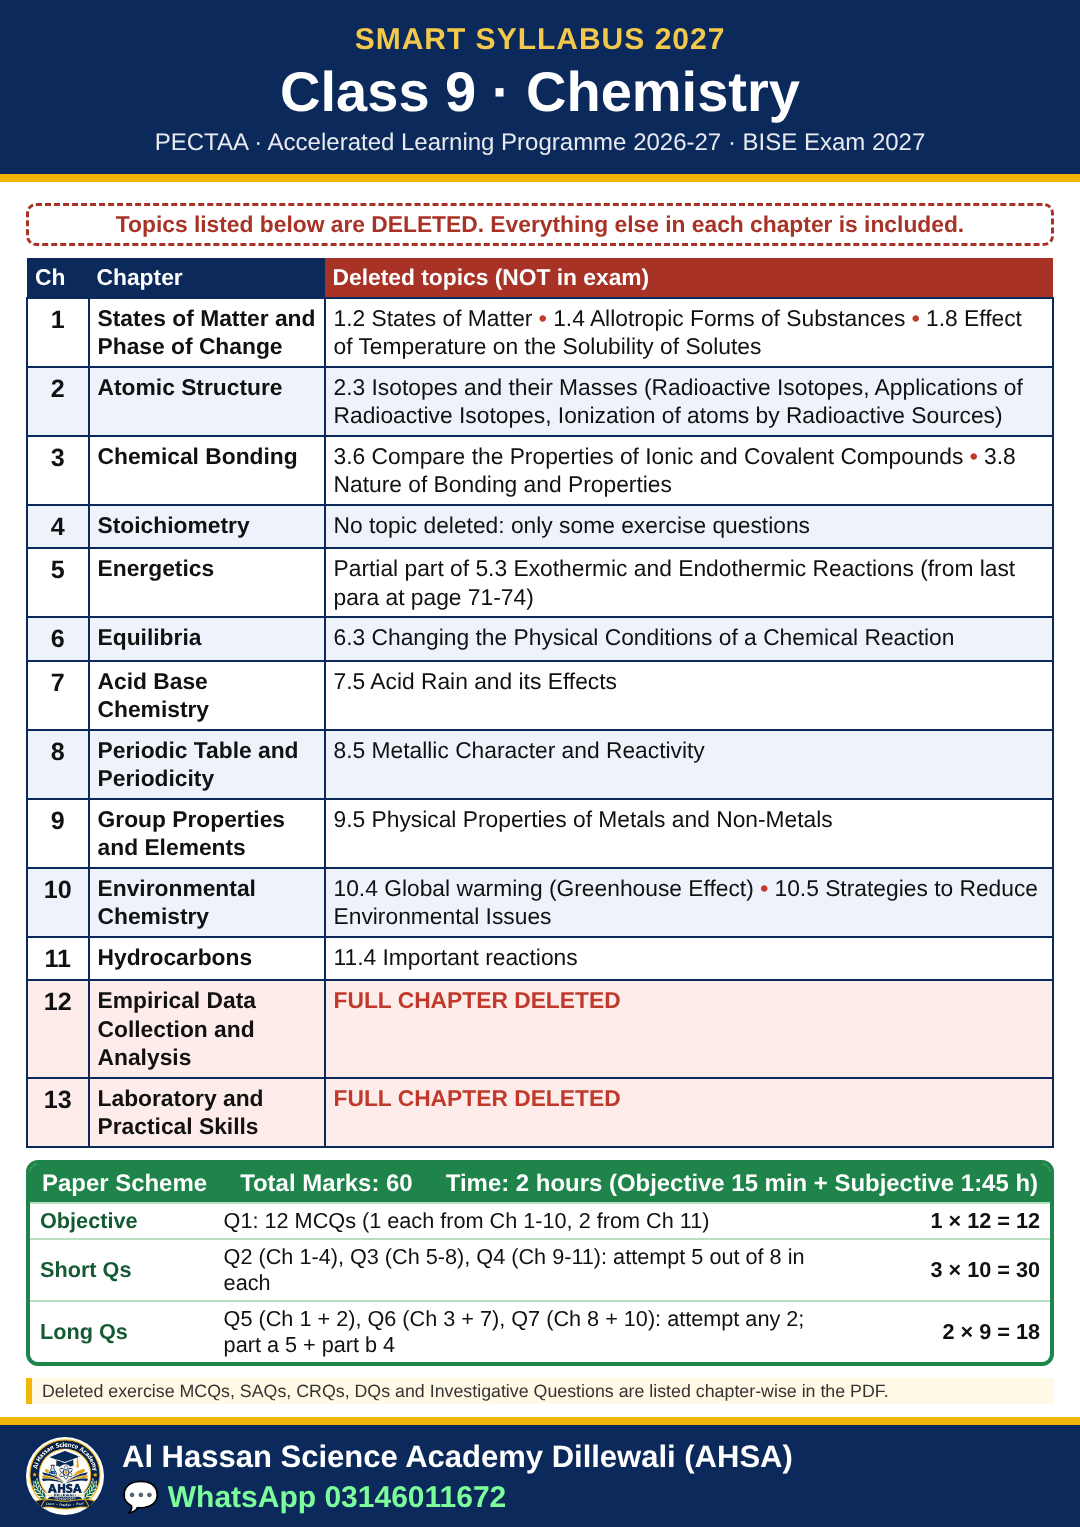 SMART SYLLABUS 2027
Class 9 · Chemistry
PECTAA · Accelerated Learning Programme 2026-27 · BISE Exam 2027
Topics listed below are DELETED. Everything else in each chapter is included.
Ch Chapter Deleted topics (NOT in exam)
1 States of Matter and 1.2 States of Matter • 1.4 Allotropic Forms of Substances • 1.8 Effect
Phase of Change of Temperature on the Solubility of Solutes
2 Atomic Structure 2.3 Isotopes and their Masses (Radioactive Isotopes, Applications of
Radioactive Isotopes, Ionization of atoms by Radioactive Sources)
3 Chemical Bonding 3.6 Compare the Properties of Ionic and Covalent Compounds • 3.8
Nature of Bonding and Properties
4 Stoichiometry No topic deleted: only some exercise questions
5 Energetics Partial part of 5.3 Exothermic and Endothermic Reactions (from last
para at page 71-74)
6 Equilibria 6.3 Changing the Physical Conditions of a Chemical Reaction
7 Acid Base 7.5 Acid Rain and its Effects
Chemistry
8 Periodic Table and 8.5 Metallic Character and Reactivity
Periodicity
9 Group Properties 9.5 Physical Properties of Metals and Non-Metals
and Elements
10 Environmental 10.4 Global warming (Greenhouse Effect) • 10.5 Strategies to Reduce
Chemistry Environmental Issues
11 Hydrocarbons 11.4 Important reactions
12 Empirical Data FULL CHAPTER DELETED
Collection and
Analysis
13 Laboratory and FULL CHAPTER DELETED
Practical Skills
Paper Scheme Total Marks: 60 Time: 2 hours (Objective 15 min + Subjective 1:45 h)
Objective Q1: 12 MCQs (1 each from Ch 1-10, 2 from Ch 11) 1 × 12 = 12
Short Qs Q2 (Ch 1-4), Q3 (Ch 5-8), Q4 (Ch 9-11): attempt 5 out of 8 in 3 × 10 = 30
each
Long Qs Q5 (Ch 1 + 2), Q6 (Ch 3 + 7), Q7 (Ch 8 + 10): attempt any 2; 2 × 9 = 18
part a 5 + part b 4
Deleted exercise MCQs, SAQs, CRQs, DQs and Investigative Questions are listed chapter-wise in the PDF.
Al Hassan Science Academy
AHSA
Al Hassan Science Academy Dillewali (AHSA)
WhatsApp 03146011672